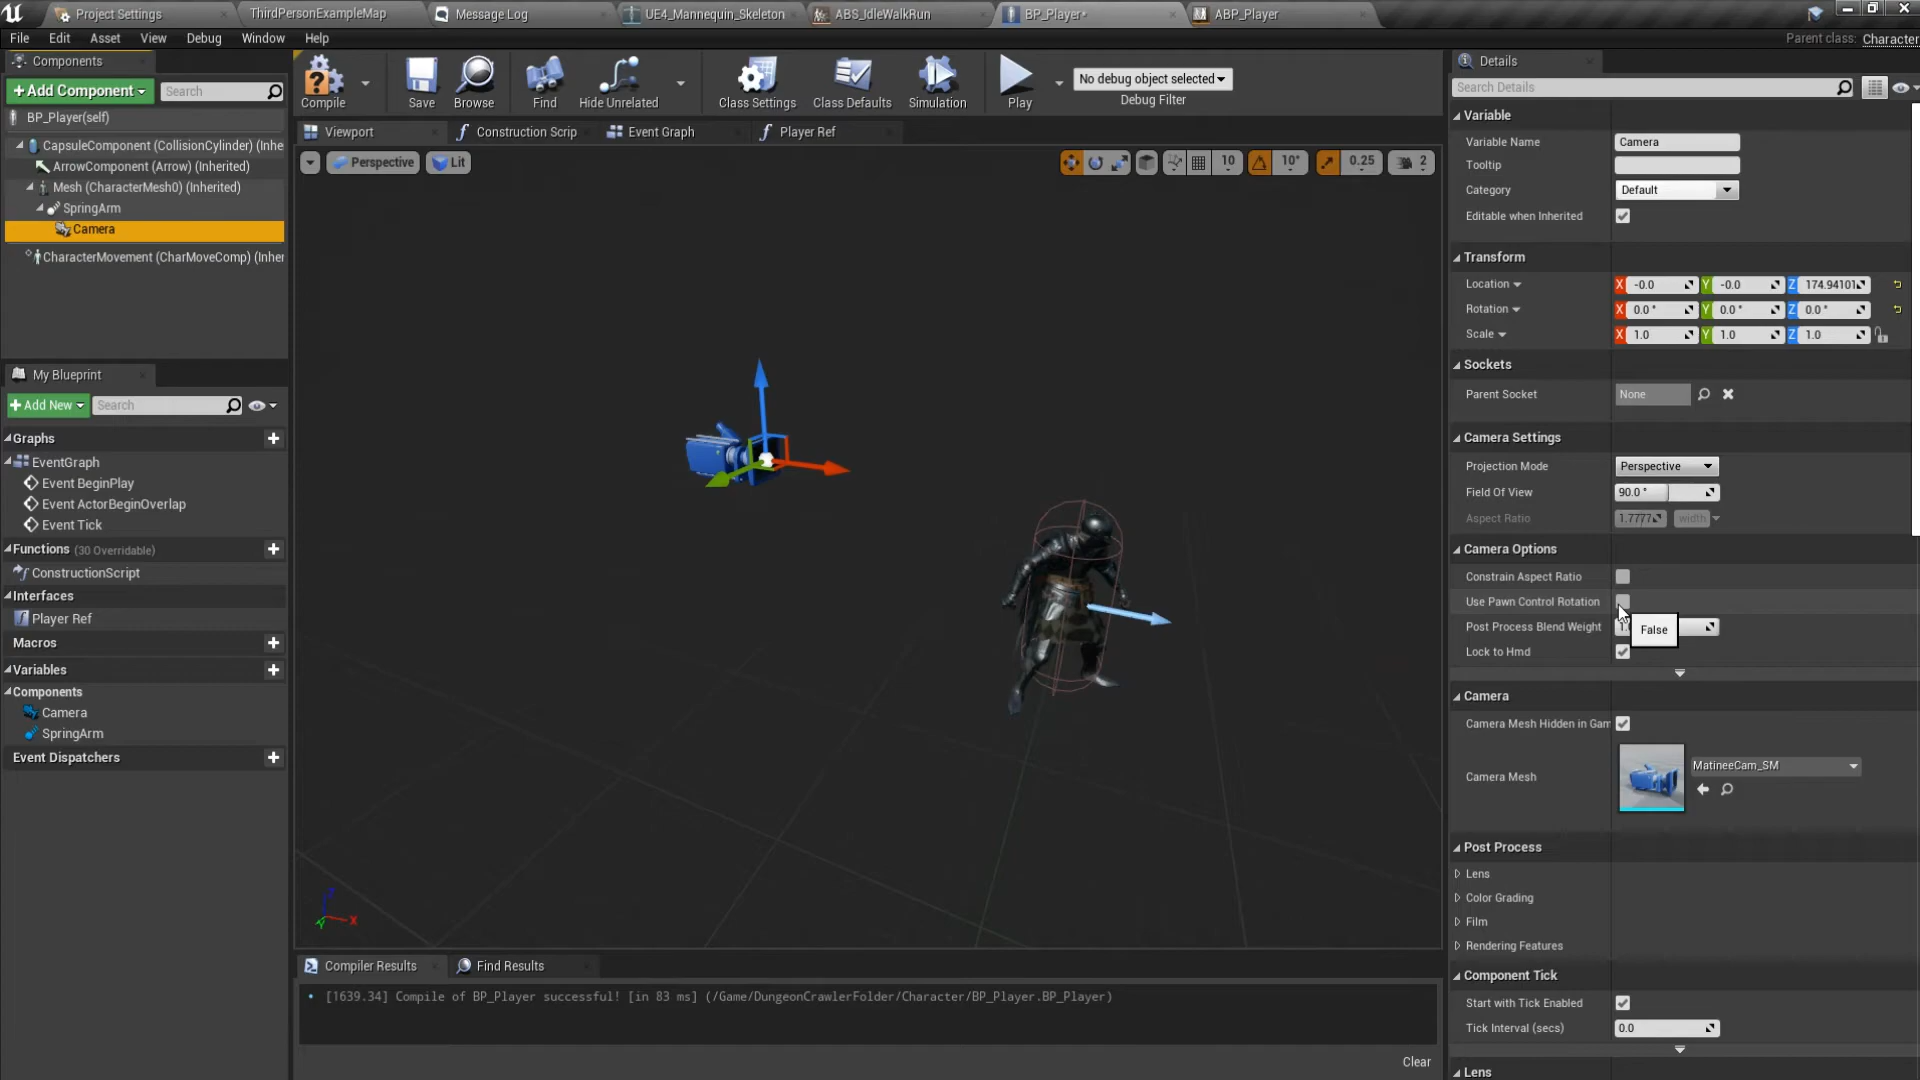 Project Settings
ThirdPersonExampleMap
Message Log
UE4_Mannequin_Skeleton
ABS_IdleWalkRun
BP_Player*
ABP_Player
File Edit Asset View Debug Window Help
Parent class: Character
Components
+Add Component
Search
BP_Player(self)
CapsuleComponent (CollisionCylinder) (Inhe
ArrowComponent (Arrow) (Inherited)
Mesh (CharacterMesh0) (Inherited)
SpringArm
Camera
CharacterMovement (CharMoveComp) (Inher
My Blueprint
+Add New
Search
Graphs
EventGraph
Event BeginPlay
Event ActorBeginOverlap
Event Tick
Functions (30 Overridable)
ConstructionScript
Interfaces
Player Ref
Macros
Variables
Components
Camera
SpringArm
Event Dispatchers
Compile
Save
Browse
Find
Hide Unrelated
Class Settings
Class Defaults
Simulation
Play
No debug object selected
Debug Filter
Viewport
Construction Scrip
Event Graph
Player Ref
Perspective
Lit
10
10°
0.25
2
X
Compiler Results
Find Results
[1639.34] Compile of BP_Player successful! [in 83 ms] (/Game/DungeonCrawlerFolder/Character/BP_Player.BP_Player)
Clear
Details
Search Details
Variable
Variable Name Camera
Tooltip
Category Default
Editable when Inherited
Transform
Location X -0.0 Y -0.0 Z 174.94101
Rotation X 0.0 ° Y 0.0 ° Z 0.0 °
Scale X 1.0 Y 1.0 Z 1.0
Sockets
Parent Socket None
Camera Settings
Projection Mode Perspective
Field Of View 90.0 °
Aspect Ratio 1.7777 width
Camera Options
Constrain Aspect Ratio
Use Pawn Control Rotation
Post Process Blend Weight
False
Lock to Hmd
Camera
Camera Mesh Hidden in Gam
Camera Mesh
MatineeCam_SM
Post Process
Lens
Color Grading
Film
Rendering Features
Component Tick
Start with Tick Enabled
Tick Interval (secs) 0.0
Lens